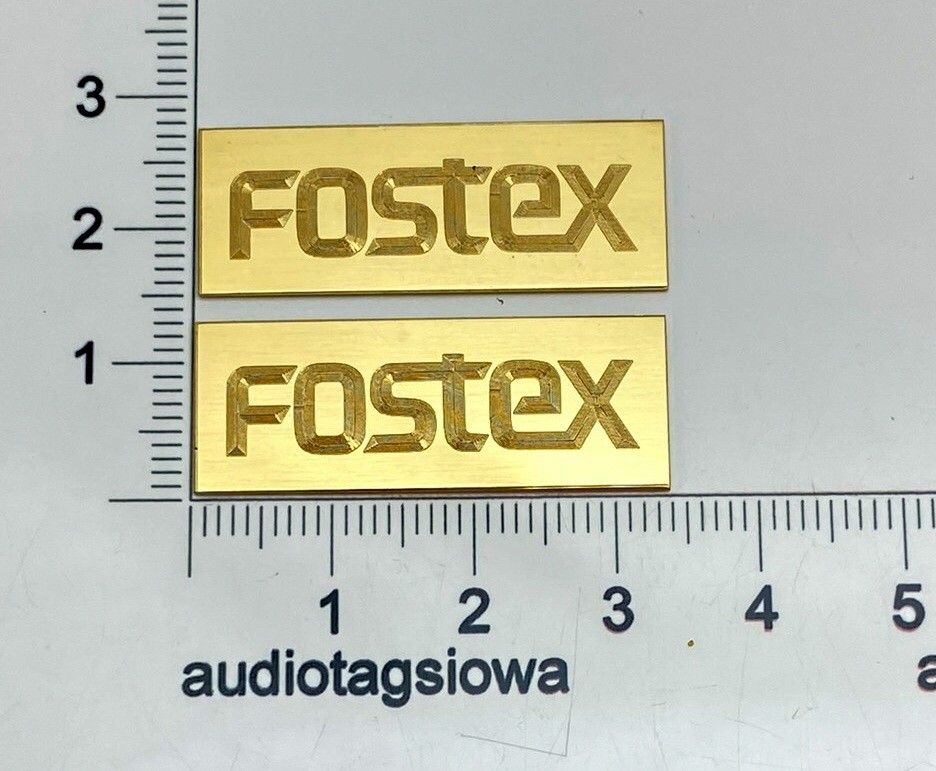 3
FOSTEX
2
1
FOSTEX
1 2 3 4 5
audiotagsiowa
a